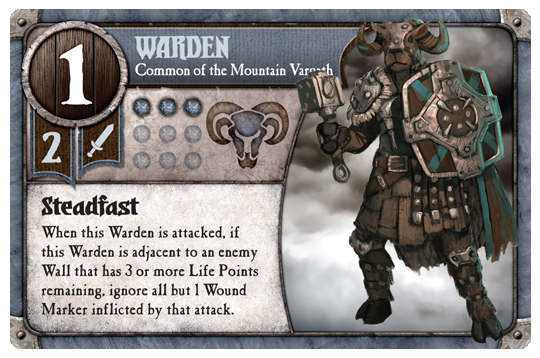 1
WARDEN
Common of the Mountain Vargath
2
Steadfast
When this Warden is attacked, if
this Warden is adjacent to an enemy
Wall that has 3 or more Life Points
remaining, ignore all but 1 Wound
Marker inflicted by that attack.